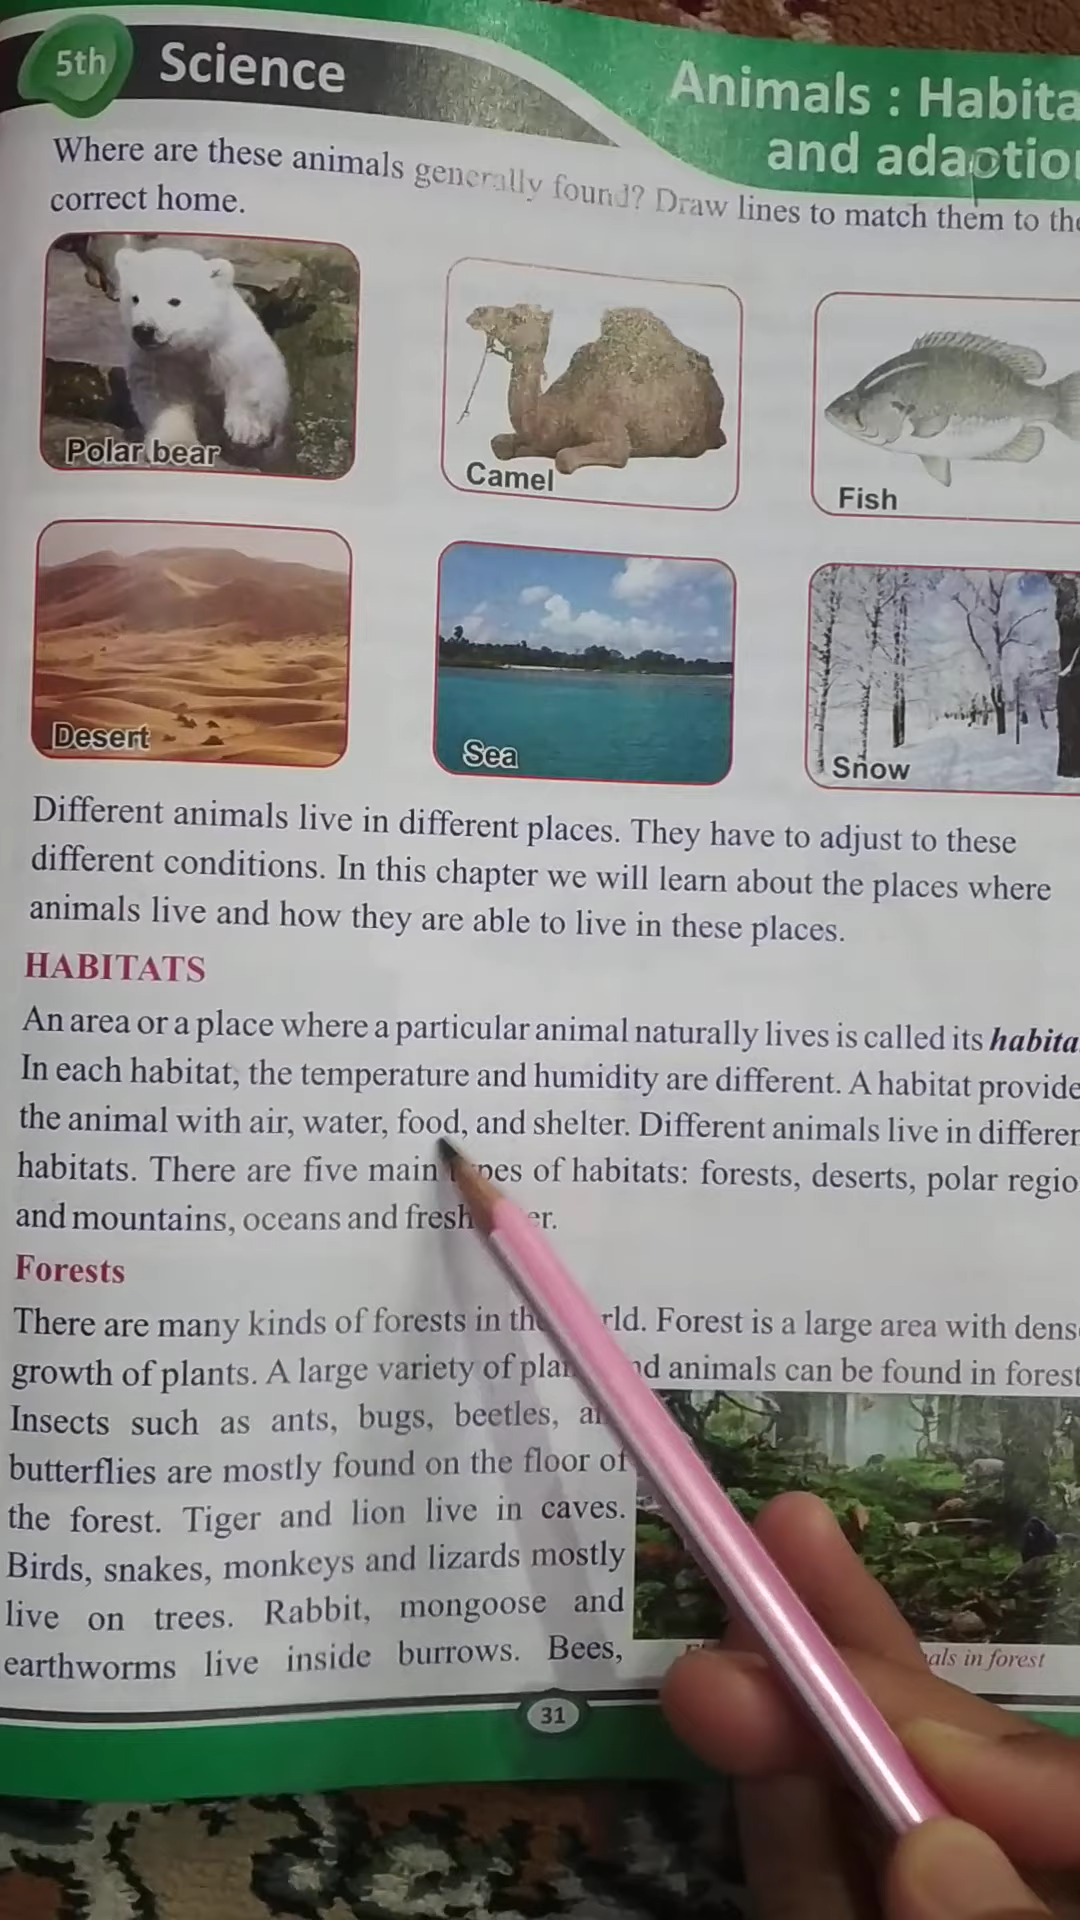 5th Science
Animals : Habita
and adaptio
Where are these animals generally found? Draw lines to match them to the
correct home.
Polar bear
Camel
Fish
Desert
Sea
Snow
Different animals live in different places. They have to adjust to these
different conditions. In this chapter we will learn about the places where
animals live and how they are able to live in these places.
HABITATS
An area or a place where a particular animal naturally lives is called its habita
In each habitat, the temperature and humidity are different. A habitat provide
the animal with air, water, food, and shelter. Different animals live in differen
habitats. There are five main types of habitats: forests, deserts, polar regio
and mountains, oceans and fresh er.
Forests
There are many kinds of forests in the rld. Forest is a large area with dens
growth of plants. A large variety of plan nd animals can be found in forest
Insects such as ants, bugs, beetles, an
butterflies are mostly found on the floor of
the forest. Tiger and lion live in caves.
Birds, snakes, monkeys and lizards mostly
live on trees. Rabbit, mongoose and
earthworms live inside burrows. Bees,
als in forest
31